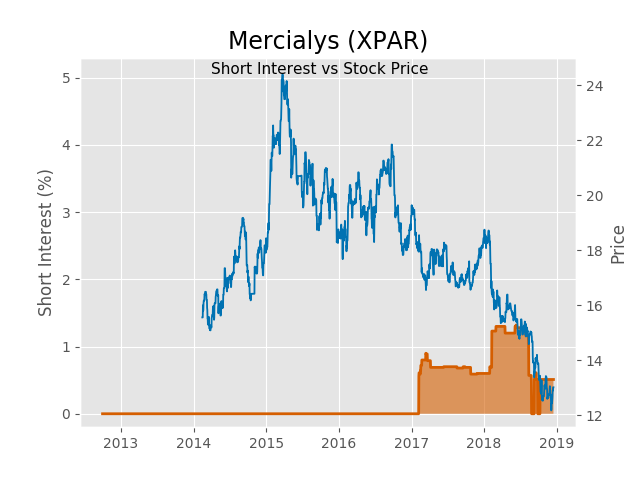 Mercialys (XPAR)
Short Interest vs Stock Price
Short Interest (%)
5
4
3
2
1
0
24
22
20
18
16
14
12
Price
2013 2014 2015 2016 2017 2018 2019